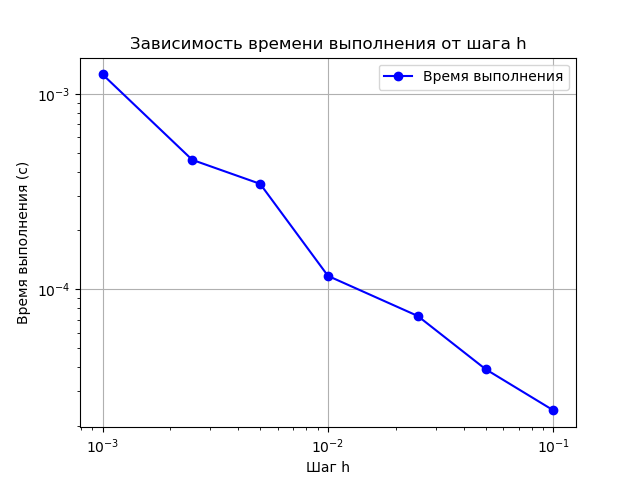 Зависимость времени выполнения от шага h
Время выполнения
10⁻³
10⁻⁴
Время выполнения (с)
10⁻³ 10⁻² 10⁻¹
Шаг h